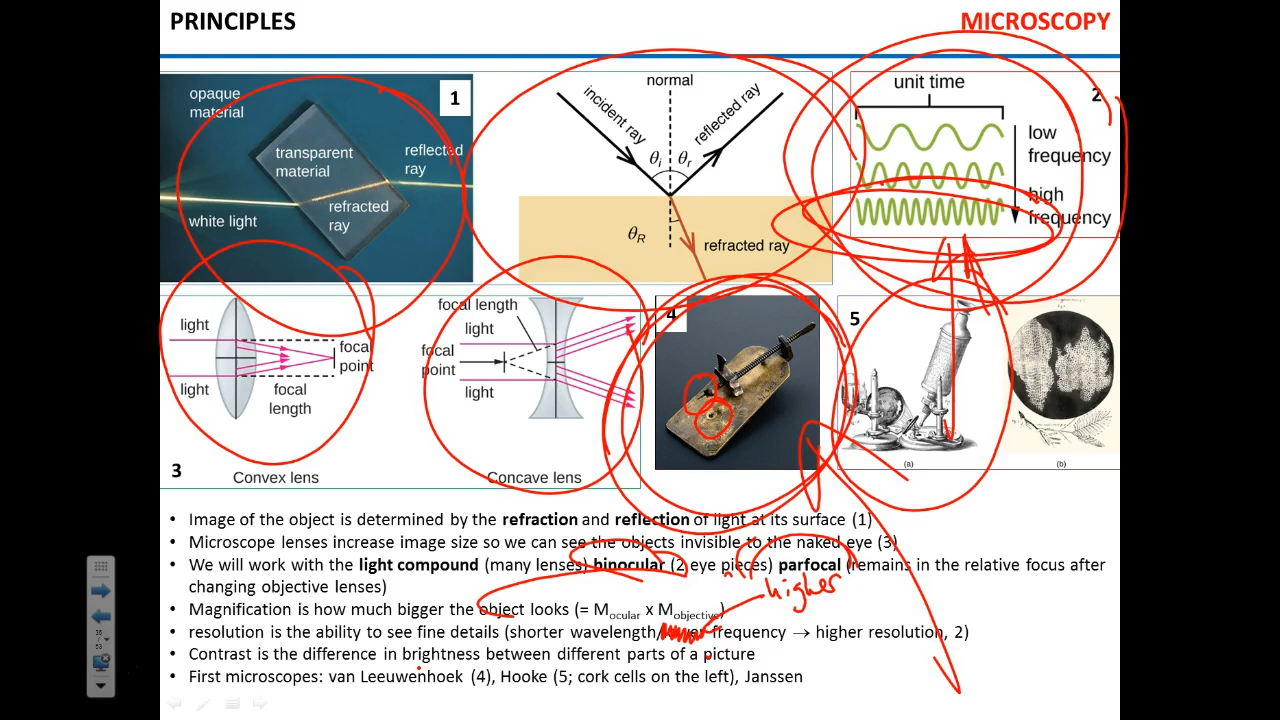 PRINCIPLES
MICROSCOPY
opaque
material
1
transparent
material
reflected
ray
white light
refracted
ray
normal
incident ray
reflected ray
θi θr
θR
refracted ray
unit time
2
low
frequency
high
frequency
light
focal
point
light
focal
length
3
Convex lens
focal length
light
focal
point
light
Concave lens
4
5
(a)
(b)
• Image of the object is determined by the refraction and reflection of light at its surface (1)
• Microscope lenses increase image size so we can see the objects invisible to the naked eye (3)
• We will work with the light compound (many lenses) binocular (2 eye pieces) parfocal (remains in the relative focus after
changing objective lenses)
higher
• Magnification is how much bigger the object looks (= Mocular x Mobjective)
• resolution is the ability to see fine details (shorter wavelength/ frequency → higher resolution, 2)
• Contrast is the difference in brightness between different parts of a picture
• First microscopes: van Leeuwenhoek (4), Hooke (5; cork cells on the left), Janssen
35
/
53